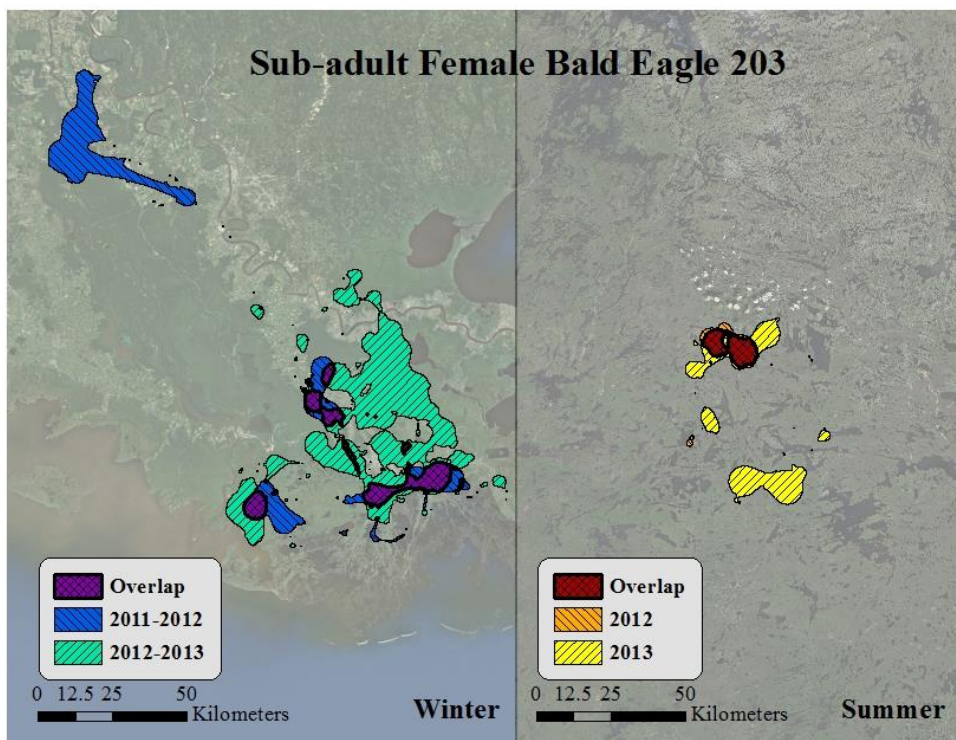 Sub-adult Female Bald Eagle 203
Overlap
2011-2012
2012-2013
0 12.5 25 50
Kilometers
Winter
Overlap
2012
2013
0 12.5 25 50
Kilometers
Summer